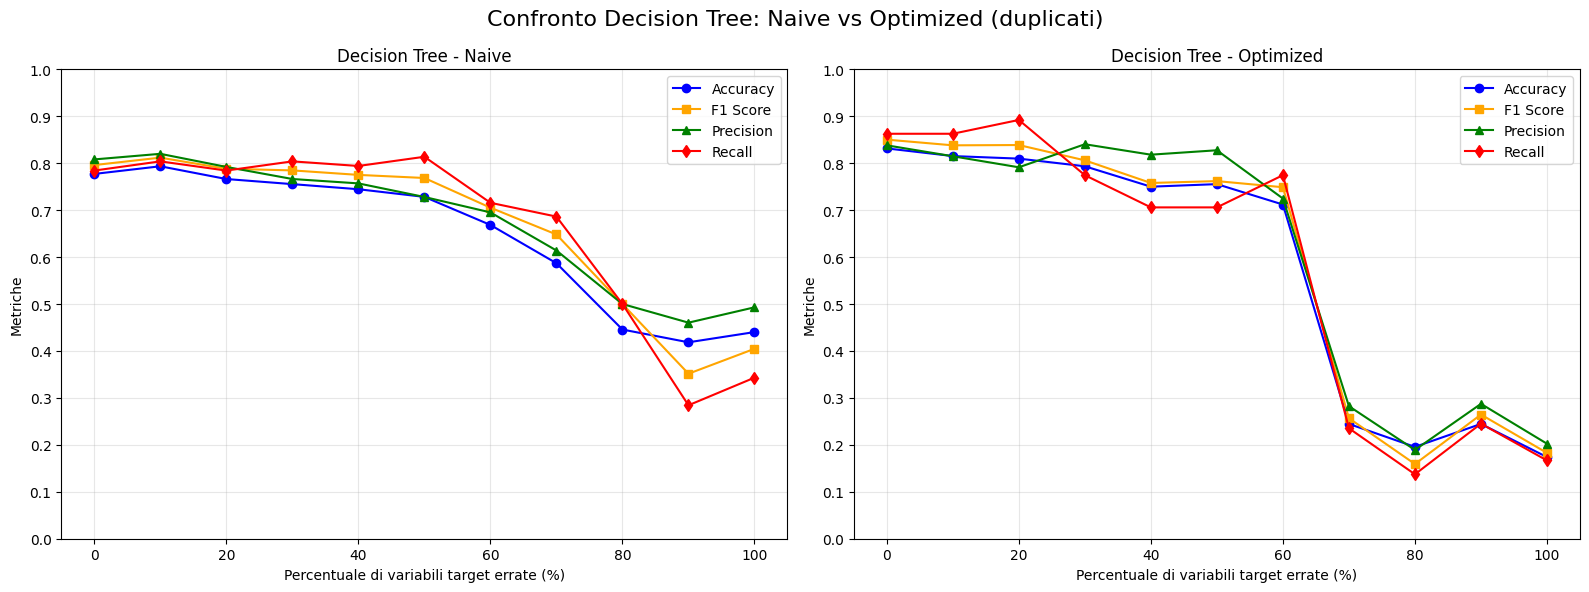 Confronto Decision Tree: Naive vs Optimized (duplicati)
Decision Tree - Naive
1.0
0.9
0.8
0.7
0.6
0.5
0.4
0.3
0.2
0.1
0.0
Metriche
0 20 40 60 80 100
Percentuale di variabili target errate (%)
Accuracy
F1 Score
Precision
Recall
Decision Tree - Optimized
1.0
0.9
0.8
0.7
0.6
0.5
0.4
0.3
0.2
0.1
0.0
Metriche
0 20 40 60 80 100
Percentuale di variabili target errate (%)
Accuracy
F1 Score
Precision
Recall